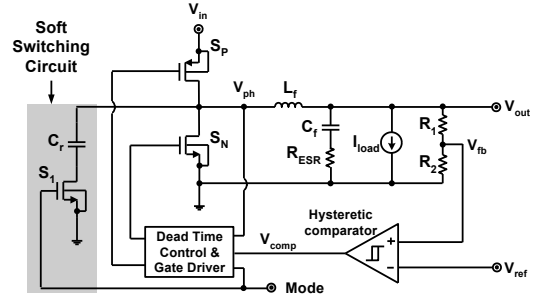 V_in
Soft
Switching
Circuit
S_P
V_ph
L_f
V_out
C_r
C_f
R_1
S_N
R_ESR
I_load
V_fb
R_2
S_1
Hysteretic
comparator
Dead Time
Control &
Gate Driver
V_comp
+
−
V_ref
Mode